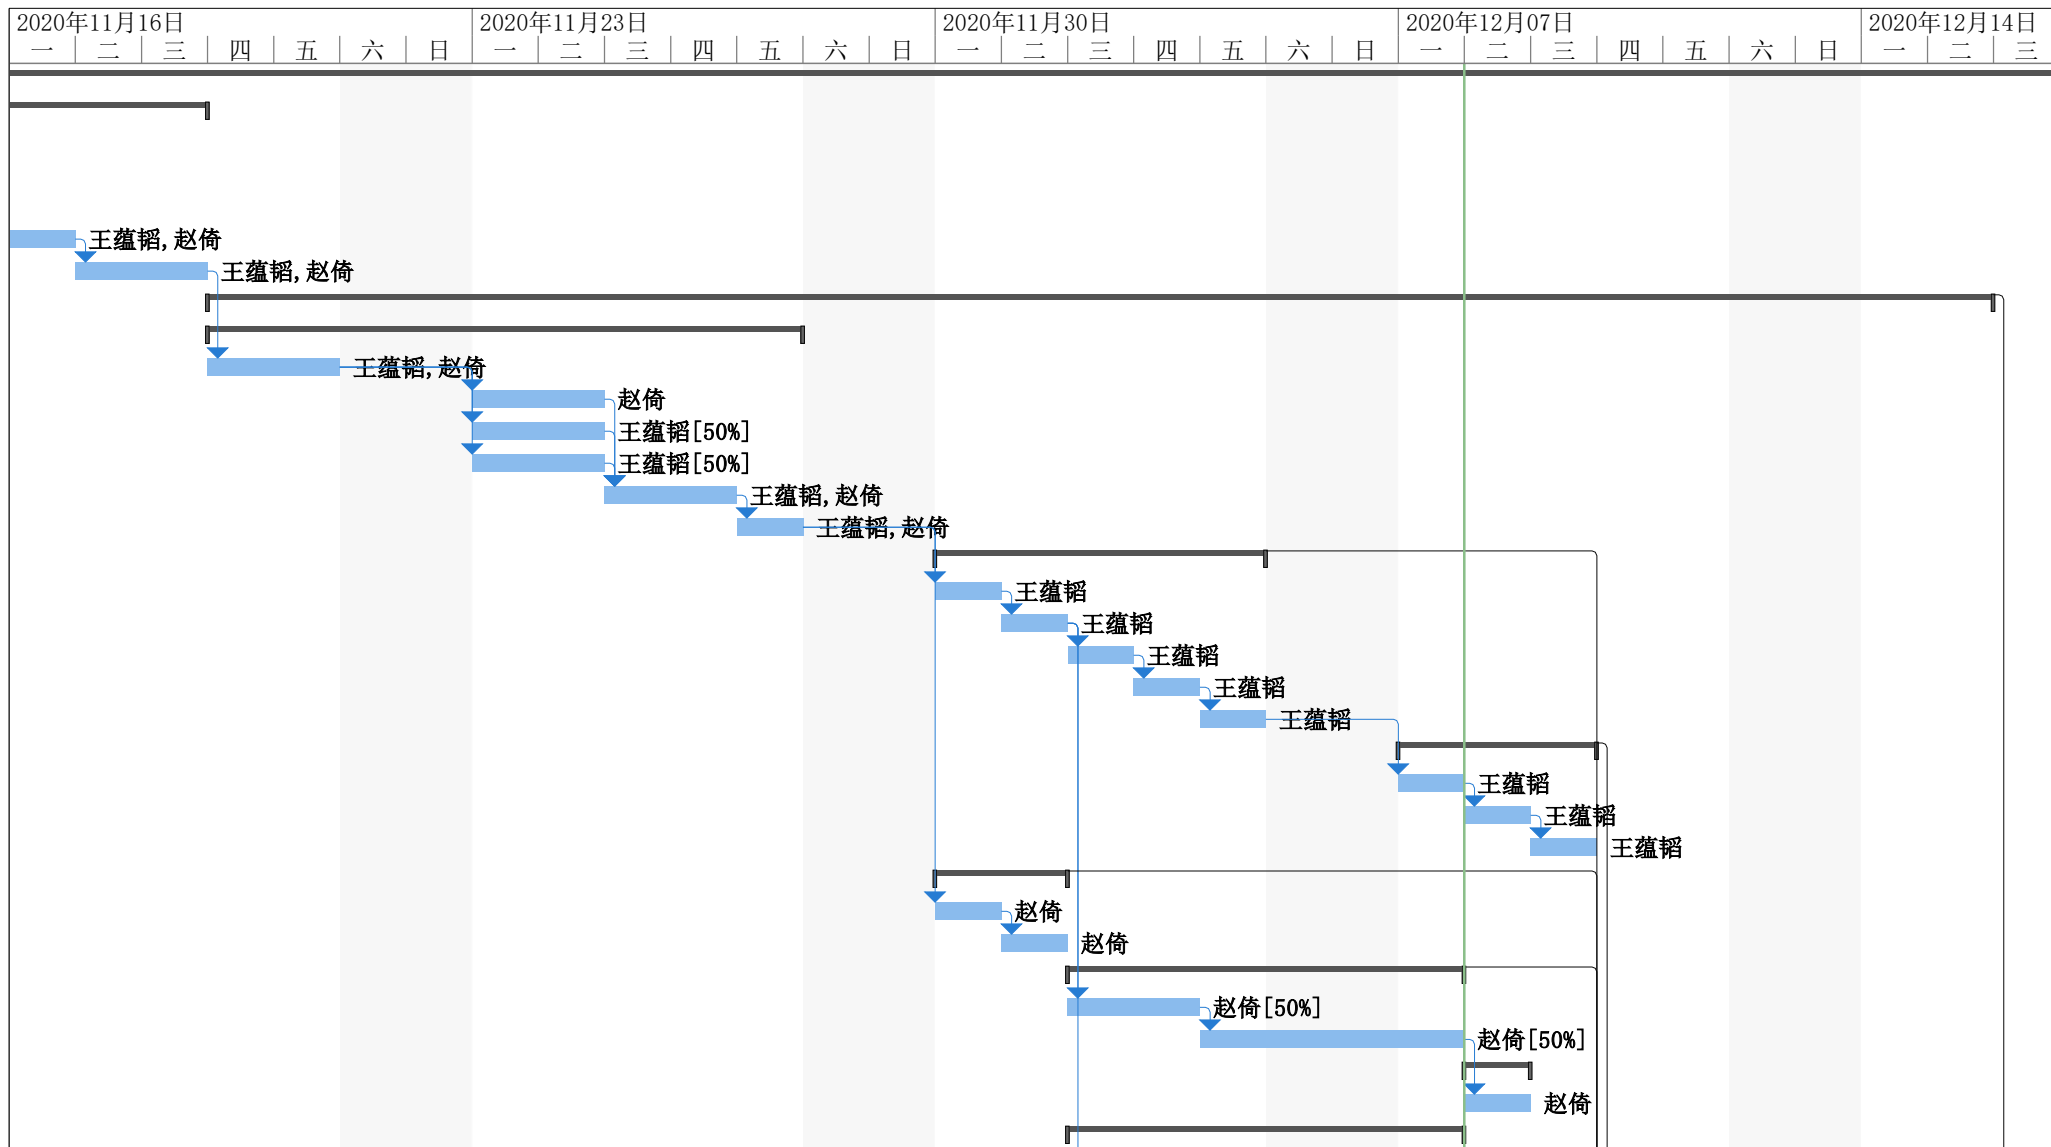 2020年11月16日 2020年11月23日 2020年11月30日 2020年12月07日 2020年12月14日
一 二 三 四 五 六 日 一 二 三 四 五 六 日 一 二 三 四 五 六 日 一 二 三 四 五 六 日 一 二 三
王蕴韬,赵倚
王蕴韬,赵倚
王蕴韬,赵倚
赵倚
王蕴韬[50%]
王蕴韬[50%]
王蕴韬,赵倚
王蕴韬,赵倚
王蕴韬
王蕴韬
王蕴韬
王蕴韬
王蕴韬
王蕴韬
王蕴韬
王蕴韬
赵倚
赵倚
赵倚[50%]
赵倚[50%]
赵倚